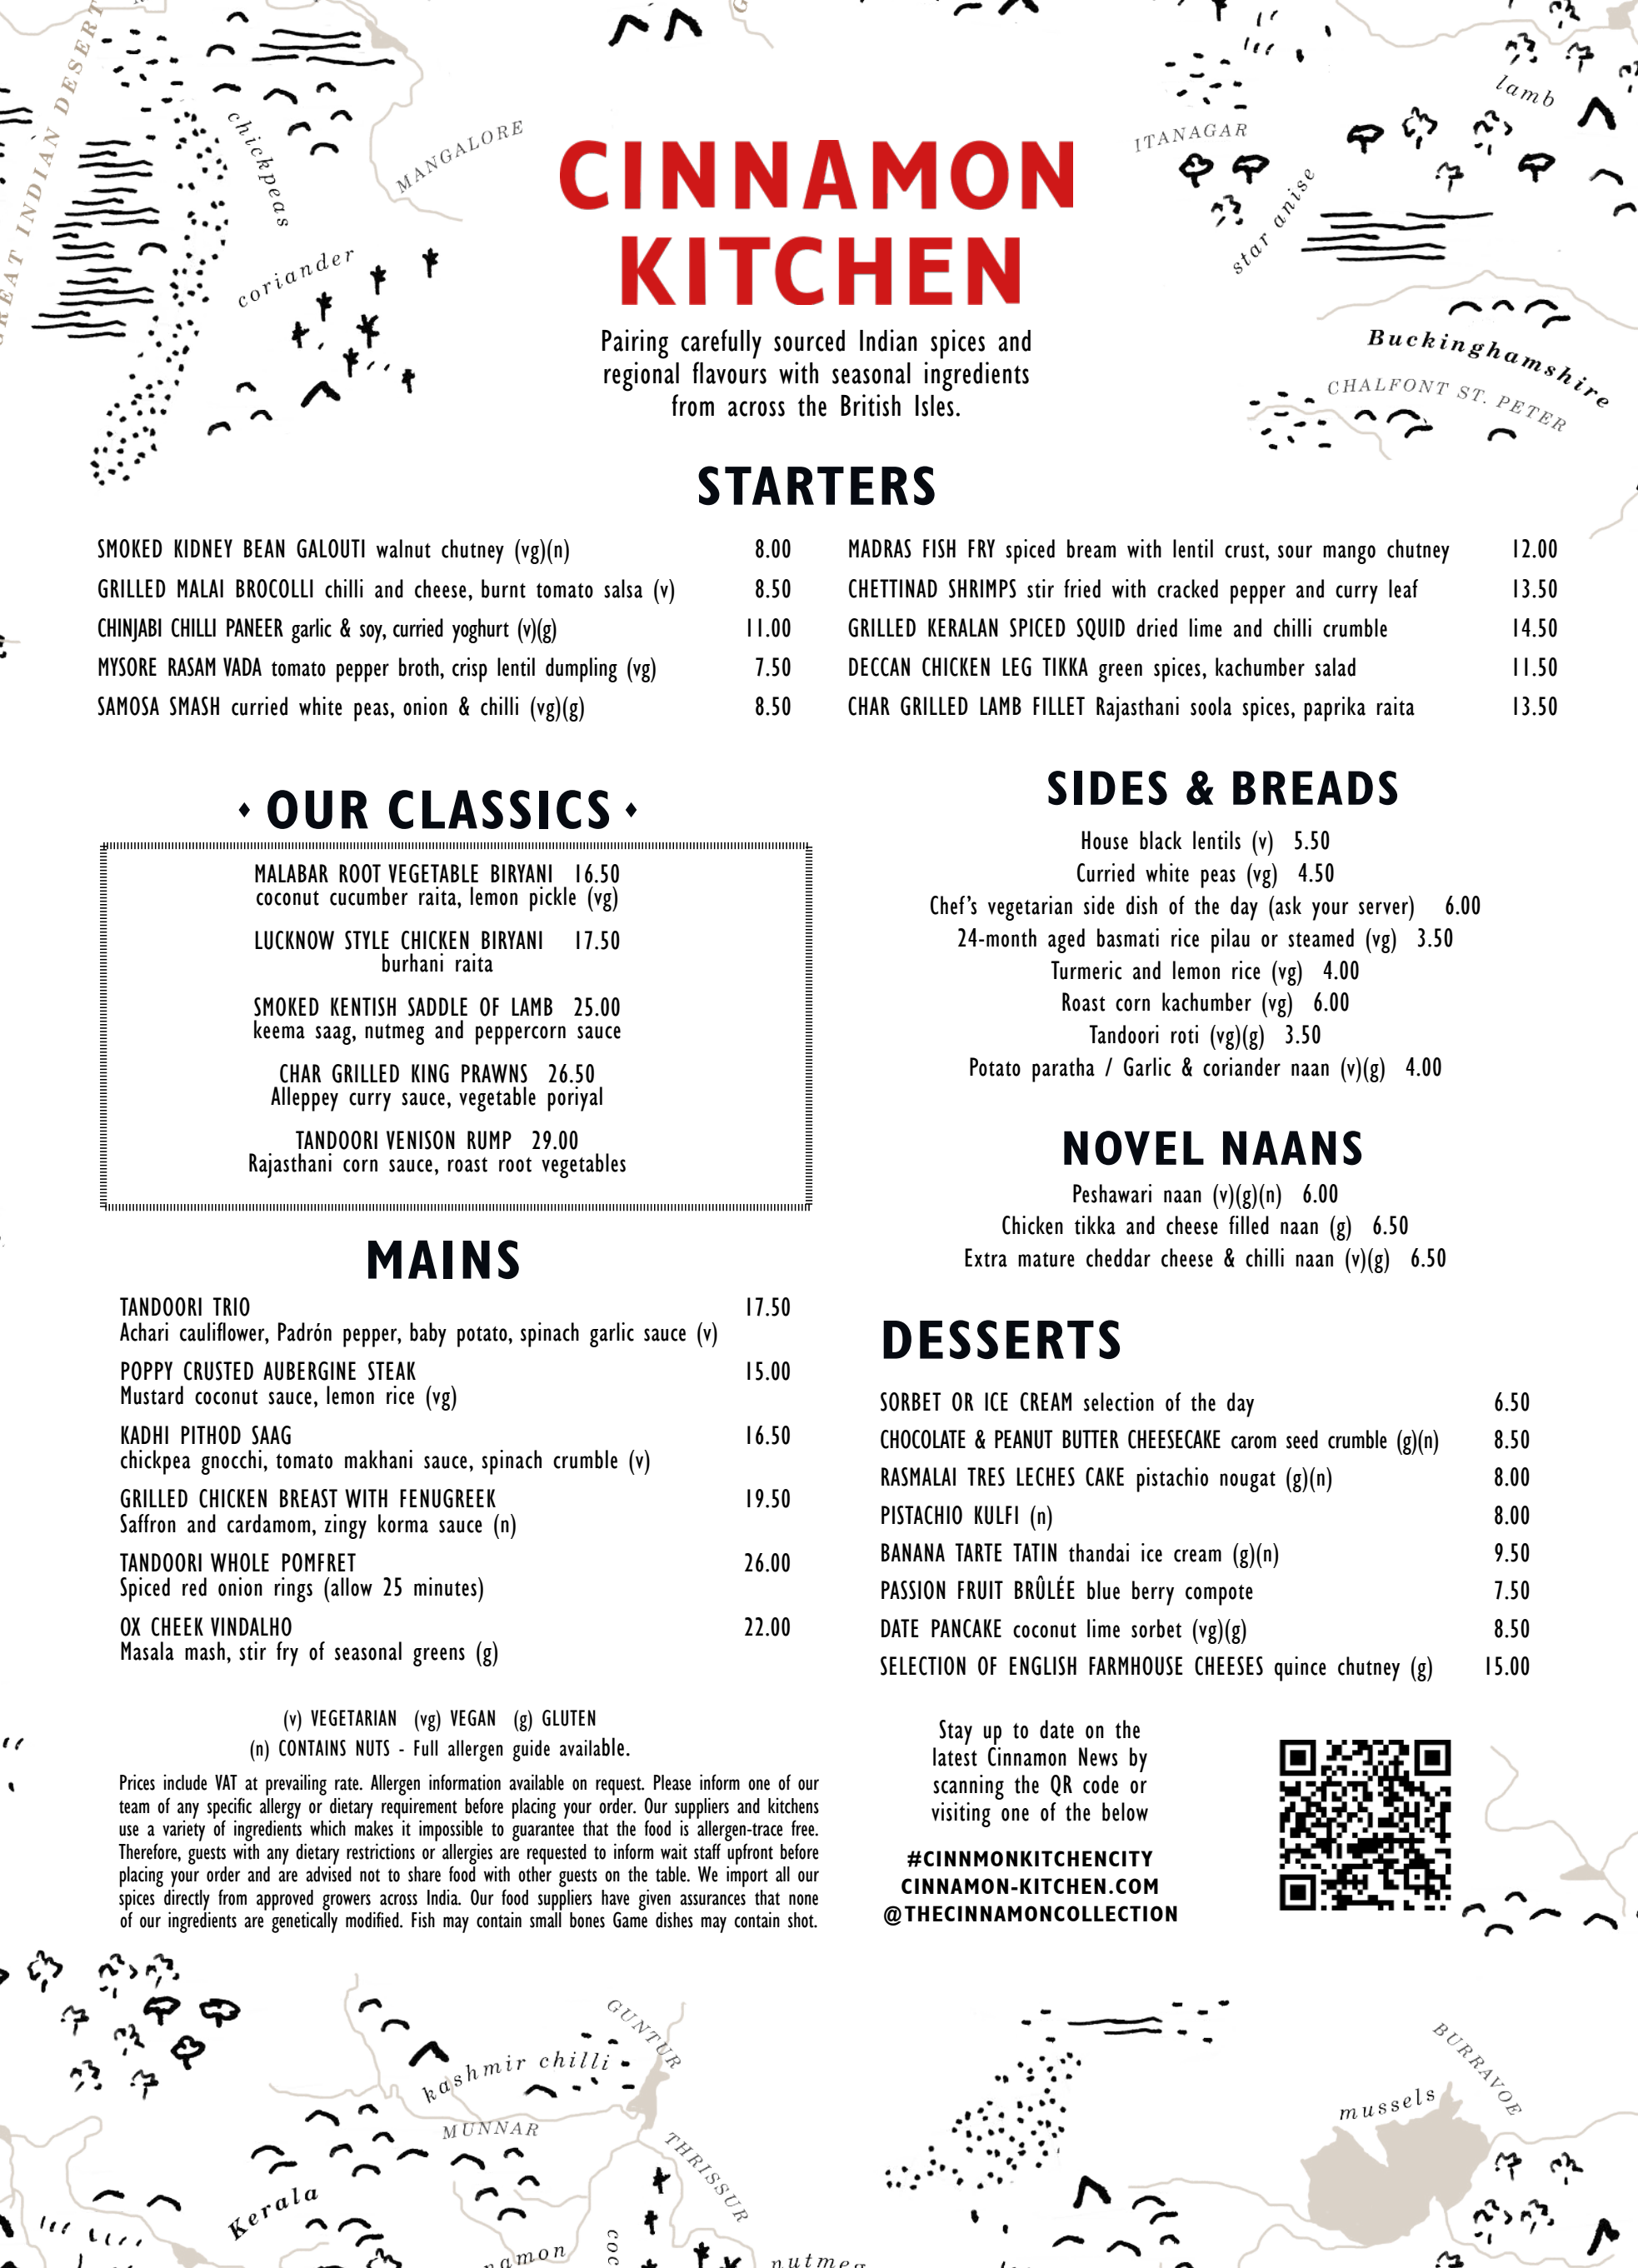 GREAT INDIAN DESERT
chickpeas
MANGALORE
coriander
ITANAGAR
star anise
lamb
Buckinghamshire
CHALFONT ST. PETER
CINNAMON
KITCHEN
Pairing carefully sourced Indian spices and
regional flavours with seasonal ingredients
from across the British Isles.
STARTERS
SMOKED KIDNEY BEAN GALOUTI walnut chutney (vg)(n) 8.00
GRILLED MALAI BROCOLLI chilli and cheese, burnt tomato salsa (v) 8.50
CHINJABI CHILLI PANEER garlic & soy, curried yoghurt (v)(g) 11.00
MYSORE RASAM VADA tomato pepper broth, crisp lentil dumpling (vg) 7.50
SAMOSA SMASH curried white peas, onion & chilli (vg)(g) 8.50
MADRAS FISH FRY spiced bream with lentil crust, sour mango chutney 12.00
CHETTINAD SHRIMPS stir fried with cracked pepper and curry leaf 13.50
GRILLED KERALAN SPICED SQUID dried lime and chilli crumble 14.50
DECCAN CHICKEN LEG TIKKA green spices, kachumber salad 11.50
CHAR GRILLED LAMB FILLET Rajasthani soola spices, paprika raita 13.50
OUR CLASSICS
MALABAR ROOT VEGETABLE BIRYANI 16.50
coconut cucumber raita, lemon pickle (vg)
LUCKNOW STYLE CHICKEN BIRYANI 17.50
burhani raita
SMOKED KENTISH SADDLE OF LAMB 25.00
keema saag, nutmeg and peppercorn sauce
CHAR GRILLED KING PRAWNS 26.50
Alleppey curry sauce, vegetable poriyal
TANDOORI VENISON RUMP 29.00
Rajasthani corn sauce, roast root vegetables
MAINS
TANDOORI TRIO 17.50
Achari cauliflower, Padrón pepper, baby potato, spinach garlic sauce (v)
POPPY CRUSTED AUBERGINE STEAK 15.00
Mustard coconut sauce, lemon rice (vg)
KADHI PITHOD SAAG 16.50
chickpea gnocchi, tomato makhani sauce, spinach crumble (v)
GRILLED CHICKEN BREAST WITH FENUGREEK 19.50
Saffron and cardamom, zingy korma sauce (n)
TANDOORI WHOLE POMFRET 26.00
Spiced red onion rings (allow 25 minutes)
OX CHEEK VINDALHO 22.00
Masala mash, stir fry of seasonal greens (g)
(v) VEGETARIAN (vg) VEGAN (g) GLUTEN
(n) CONTAINS NUTS - Full allergen guide available.
Prices include VAT at prevailing rate. Allergen information available on request. Please inform one of our
team of any specific allergy or dietary requirement before placing your order. Our suppliers and kitchens
use a variety of ingredients which makes it impossible to guarantee that the food is allergen-trace free.
Therefore, guests with any dietary restrictions or allergies are requested to inform wait staff upfront before
placing your order and are advised not to share food with other guests on the table. We import all our
spices directly from approved growers across India. Our food suppliers have given assurances that none
of our ingredients are genetically modified. Fish may contain small bones Game dishes may contain shot.
SIDES & BREADS
House black lentils (v) 5.50
Curried white peas (vg) 4.50
Chef's vegetarian side dish of the day (ask your server) 6.00
24-month aged basmati rice pilau or steamed (vg) 3.50
Turmeric and lemon rice (vg) 4.00
Roast corn kachumber (vg) 6.00
Tandoori roti (vg)(g) 3.50
Potato paratha / Garlic & coriander naan (v)(g) 4.00
NOVEL NAANS
Peshawari naan (v)(g)(n) 6.00
Chicken tikka and cheese filled naan (g) 6.50
Extra mature cheddar cheese & chilli naan (v)(g) 6.50
DESSERTS
SORBET OR ICE CREAM selection of the day 6.50
CHOCOLATE & PEANUT BUTTER CHEESECAKE carom seed crumble (g)(n) 8.50
RASMALAI TRES LECHES CAKE pistachio nougat (g)(n) 8.00
PISTACHIO KULFI (n) 8.00
BANANA TARTE TATIN thandai ice cream (g)(n) 9.50
PASSION FRUIT BRÛLÉE blue berry compote 7.50
DATE PANCAKE coconut lime sorbet (vg)(g) 8.50
SELECTION OF ENGLISH FARMHOUSE CHEESES quince chutney (g) 15.00
Stay up to date on the
latest Cinnamon News by
scanning the QR code or
visiting one of the below
#CINNMONKITCHENCITY
CINNAMON-KITCHEN.COM
@THECINNAMONCOLLECTION
GUNTUR
kashmir chilli
MUNNAR
THRISSUR
Kerala
BURRAVOE
mussels
nutmeg